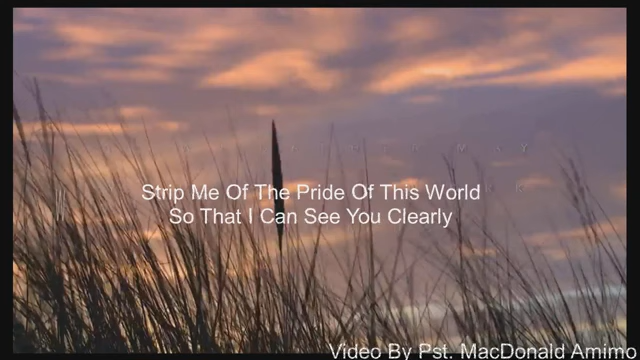 Strip Me Of The Pride Of This World
So That I Can See You Clearly
Video By Pst. MacDonald Amimo